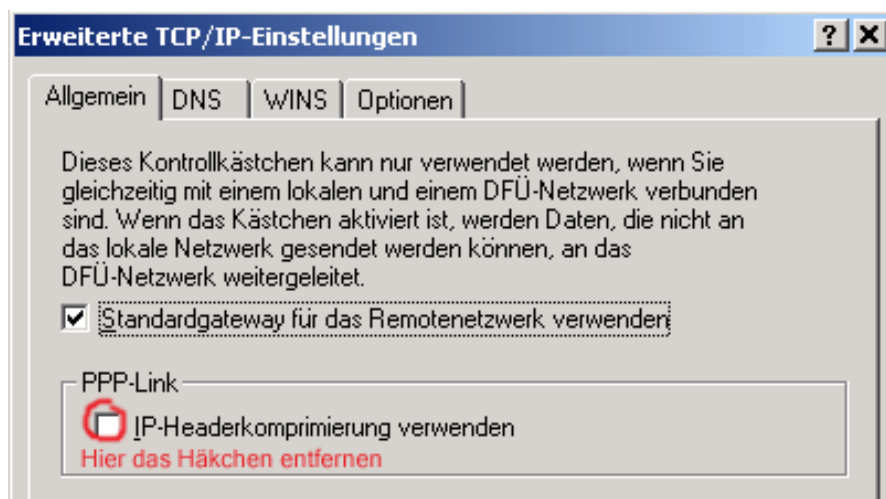 Erweiterte TCP/IP-Einstellungen
Allgemein DNS WINS Optionen
Dieses Kontrollkästchen kann nur verwendet werden, wenn Sie
gleichzeitig mit einem lokalen und einem DFÜ-Netzwerk verbunden
sind. Wenn das Kästchen aktiviert ist, werden Daten, die nicht an
das lokale Netzwerk gesendet werden können, an das
DFÜ-Netzwerk weitergeleitet.
Standardgateway für das Remotenetzwerk verwenden
PPP-Link
IP-Headerkomprimierung verwenden
Hier das Häkchen entfernen